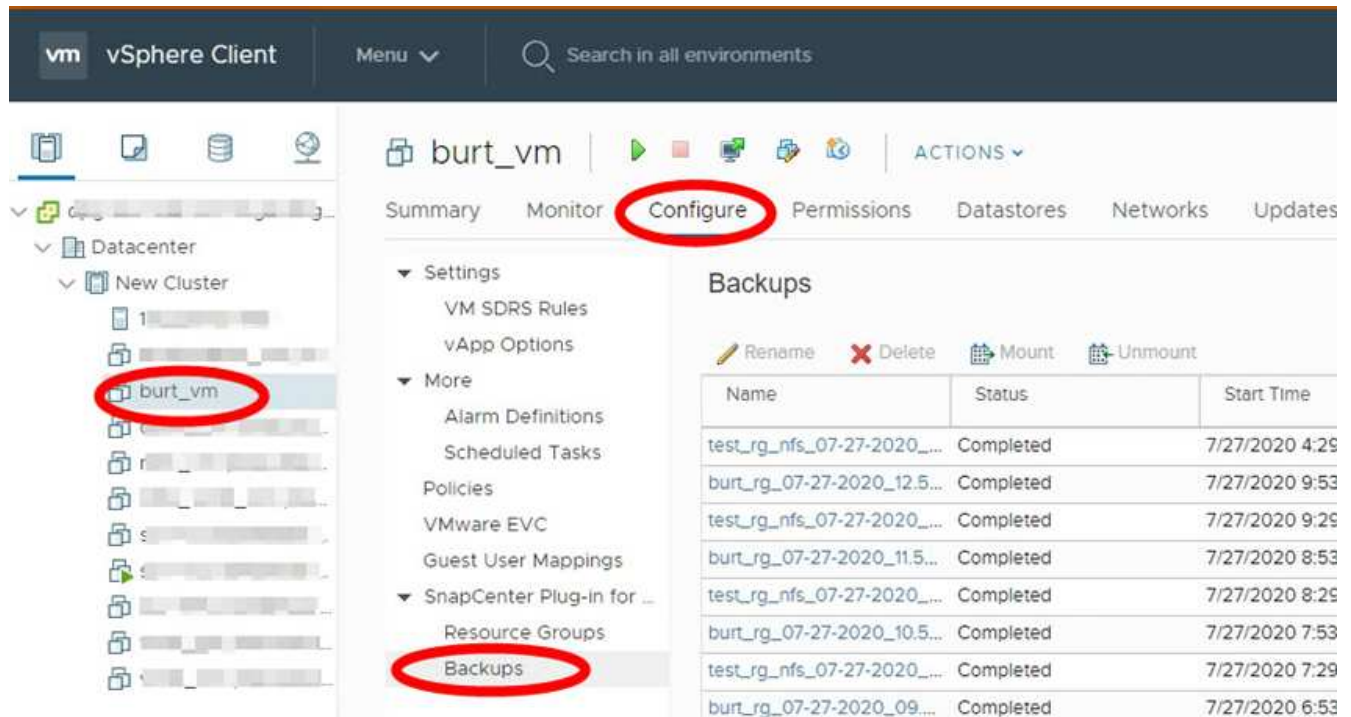 vm vSphere Client Menu Search in all environments
burt_vm ACTIONS
Summary Monitor Configure Permissions Datastores Networks Updates
Datacenter
New Cluster
burt_vm
Settings
VM SDRS Rules
vApp Options
More
Alarm Definitions
Scheduled Tasks
Policies
VMware EVC
Guest User Mappings
SnapCenter Plug-in for ...
Resource Groups
Backups
Backups
Rename Delete Mount Unmount
Name Status Start Time
test_rg_nfs_07-27-2020_... Completed 7/27/2020 4:29
burt_rg_07-27-2020_12.5... Completed 7/27/2020 9:53
test_rg_nfs_07-27-2020_... Completed 7/27/2020 9:29
burt_rg_07-27-2020_11.5... Completed 7/27/2020 8:53
test_rg_nfs_07-27-2020_... Completed 7/27/2020 8:29
burt_rg_07-27-2020_10.5... Completed 7/27/2020 7:53
test_rg_nfs_07-27-2020_... Completed 7/27/2020 7:29
burt_rg_07-27-2020_09.... Completed 7/27/2020 6:53